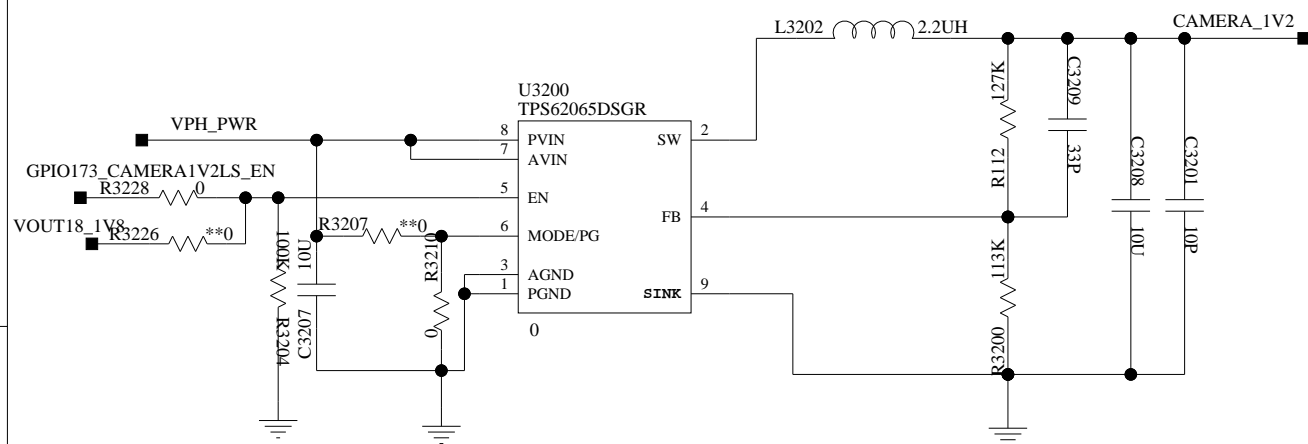 L3202
2.2UH
CAMERA_1V2
U3200
TPS62065DSGR
VPH_PWR
8 PVIN
7 AVIN
SW 2
GPIO173_CAMERA1V2LS_EN
R3228 0
5 EN
VOUT18_1V8
R3226 **0
R3207 **0
6 MODE/PG
FB 4
3 AGND
1 PGND
SINK 9
0
100K
R3204
10U
C3207
R3210
0
127K
R112
C3209
33P
113K
R3200
C3208
10U
C3201
10P